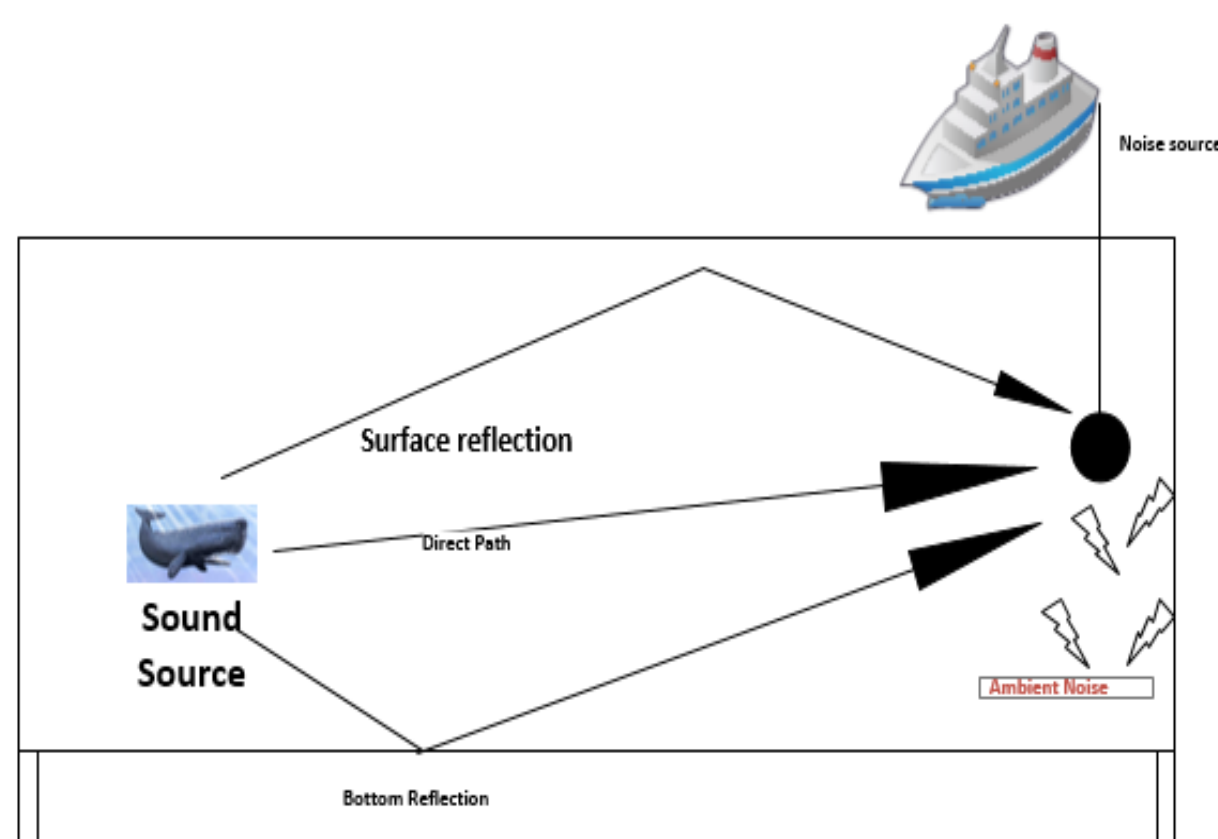 Noise source
Surface reflection
Direct Path
Sound
Source
Ambient Noise
Bottom Reflection